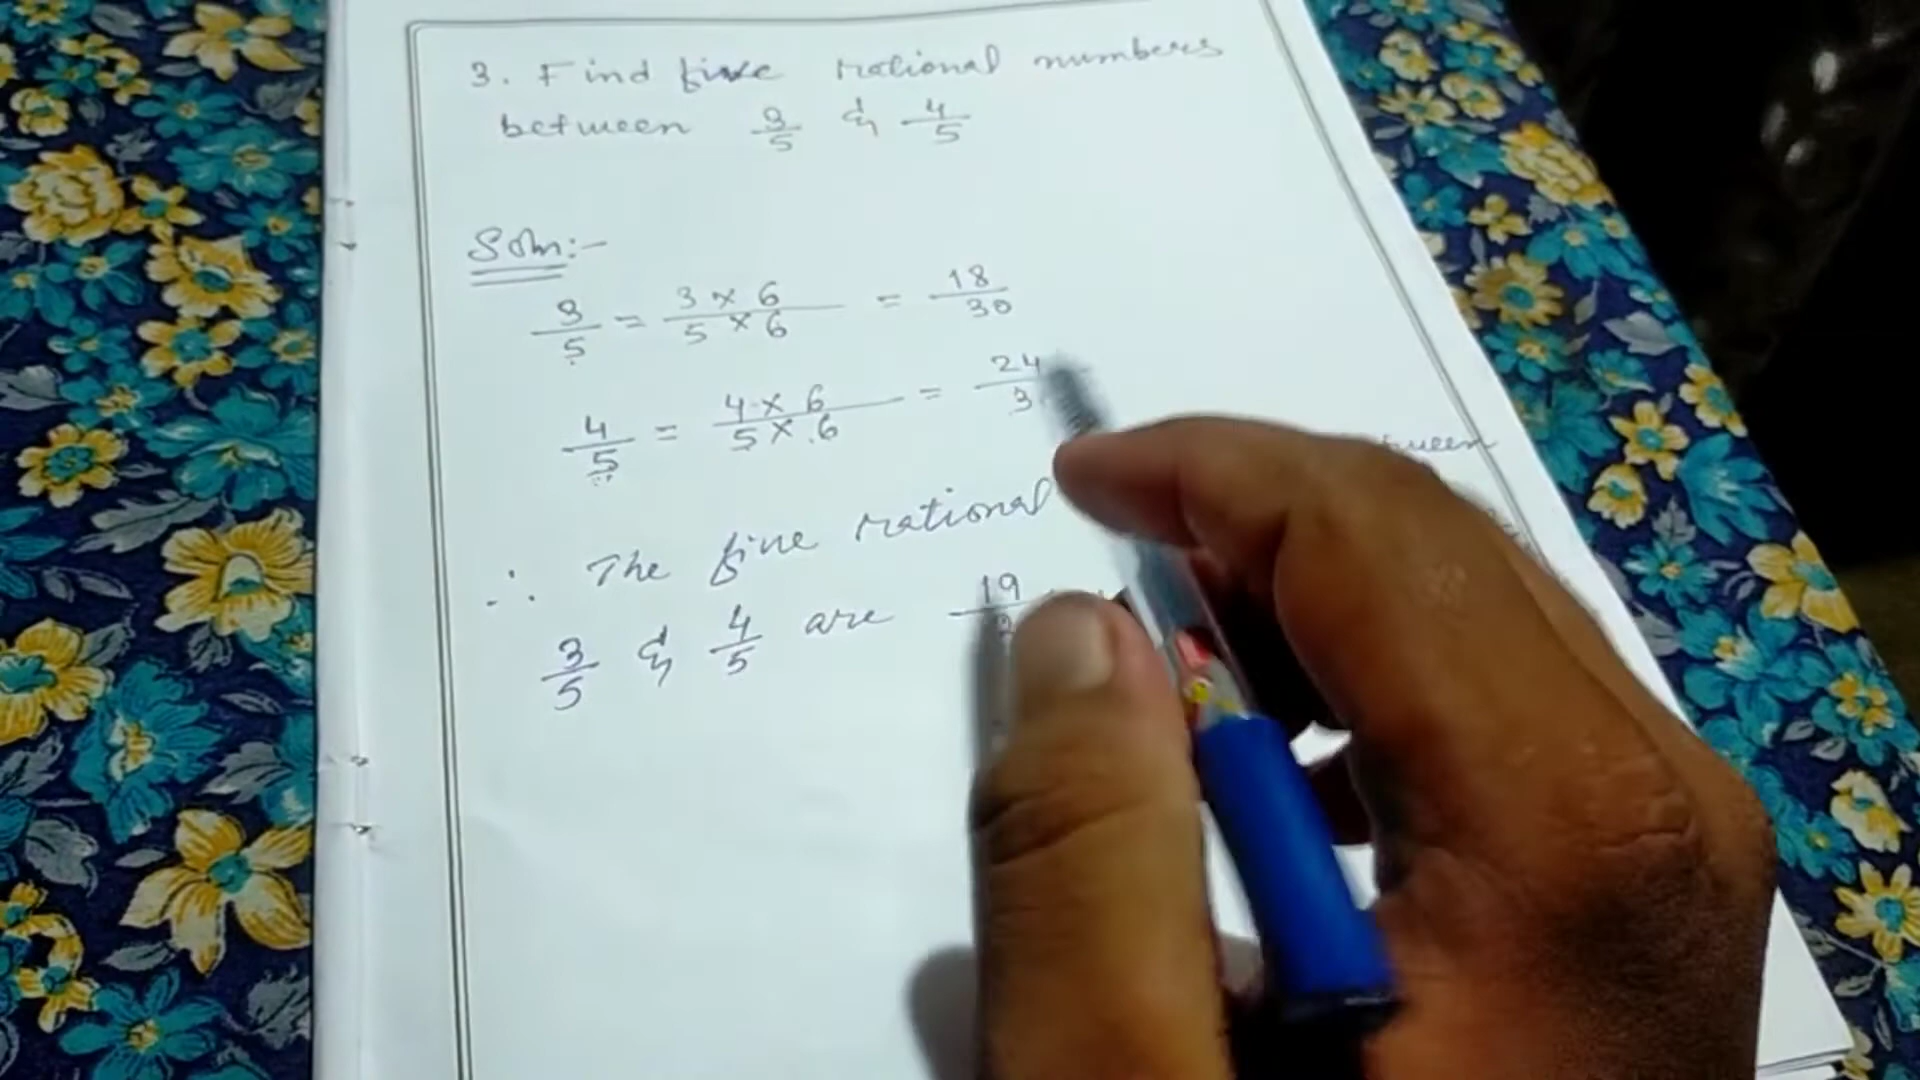 3. Find five rational numbers
between 3/5 & 4/5
Soln:-
3/5 = 3 × 6 / 5 × 6 = 18/30
4/5 = 4 × 6 / 5 × 6 = 24/3
∴ The five rational
3/5 & 4/5 are 19